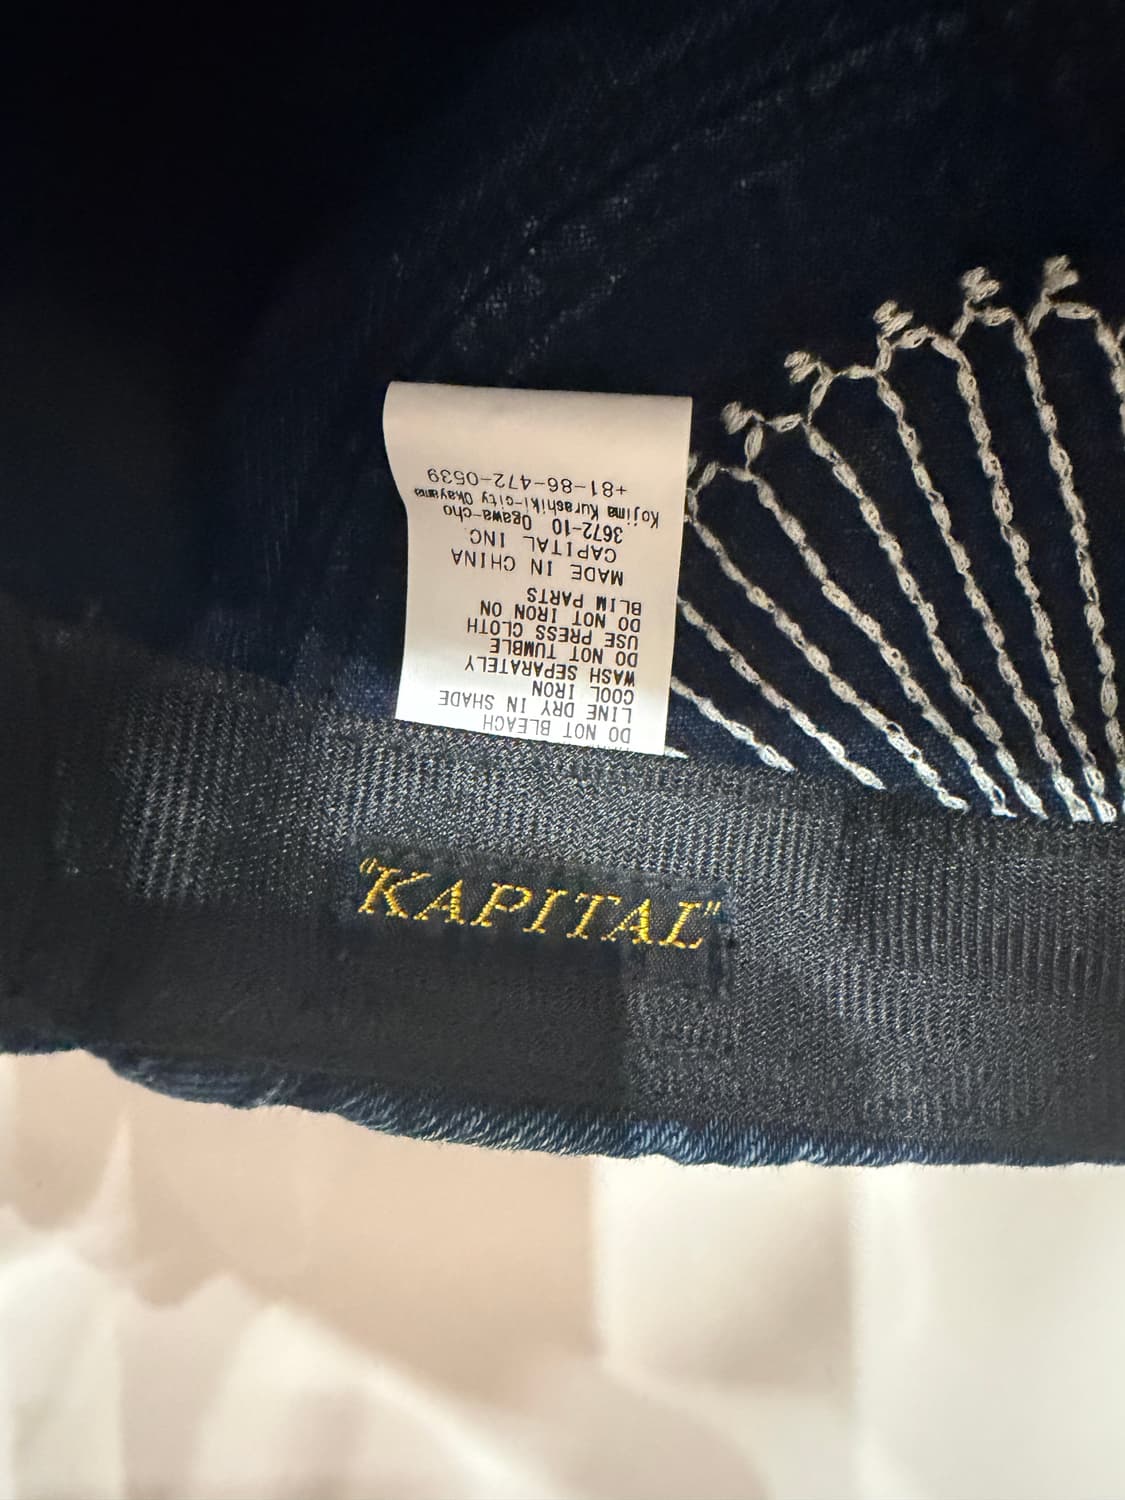 DO NOT BLEACH
LINE DRY IN SHADE
COOL IRON
WASH SEPARATELY
DO NOT TUMBLE
USE PRESS CLOTH
DO NOT IRON ON
BLIM PARTS
MADE IN CHINA
CAPITAL INC
3672-10 Ogawa-cho
Kojima Kurashiki-city Okayama
+81-86-472-0539
"KAPITAL"